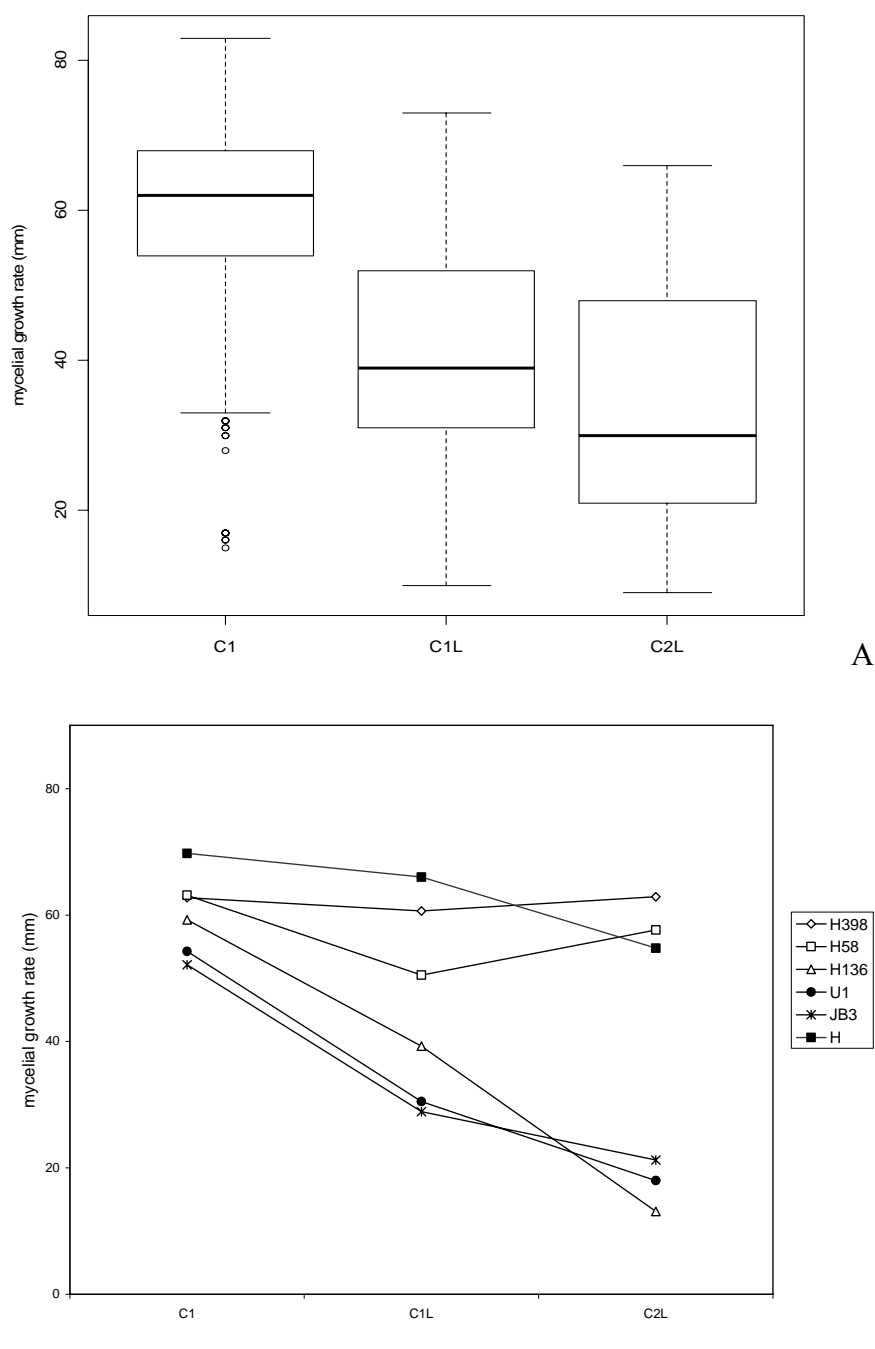 mycelial growth rate (mm)
80
60
40
20
C1 C1L C2L
A
mycelial growth rate (mm)
80
60
40
20
0
C1 C1L C2L
H398
H58
H136
U1
JB3
H